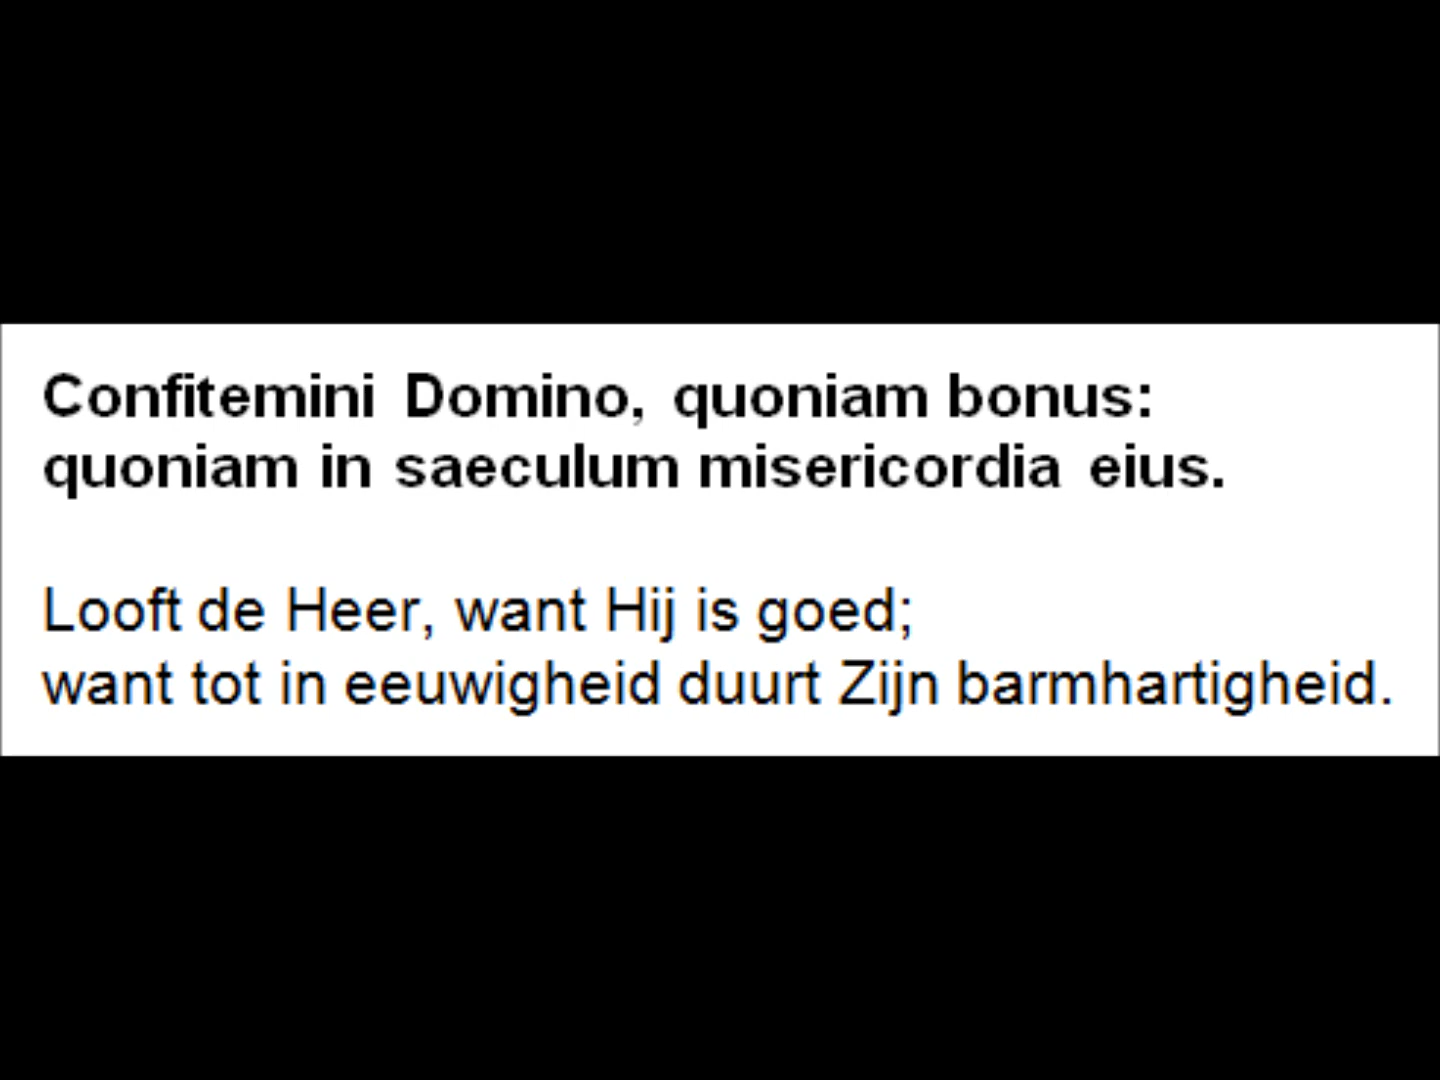 Confitemini Domino, quoniam bonus:
quoniam in saeculum misericordia eius.
Looft de Heer, want Hij is goed;
want tot in eeuwigheid duurt Zijn barmhartigheid.